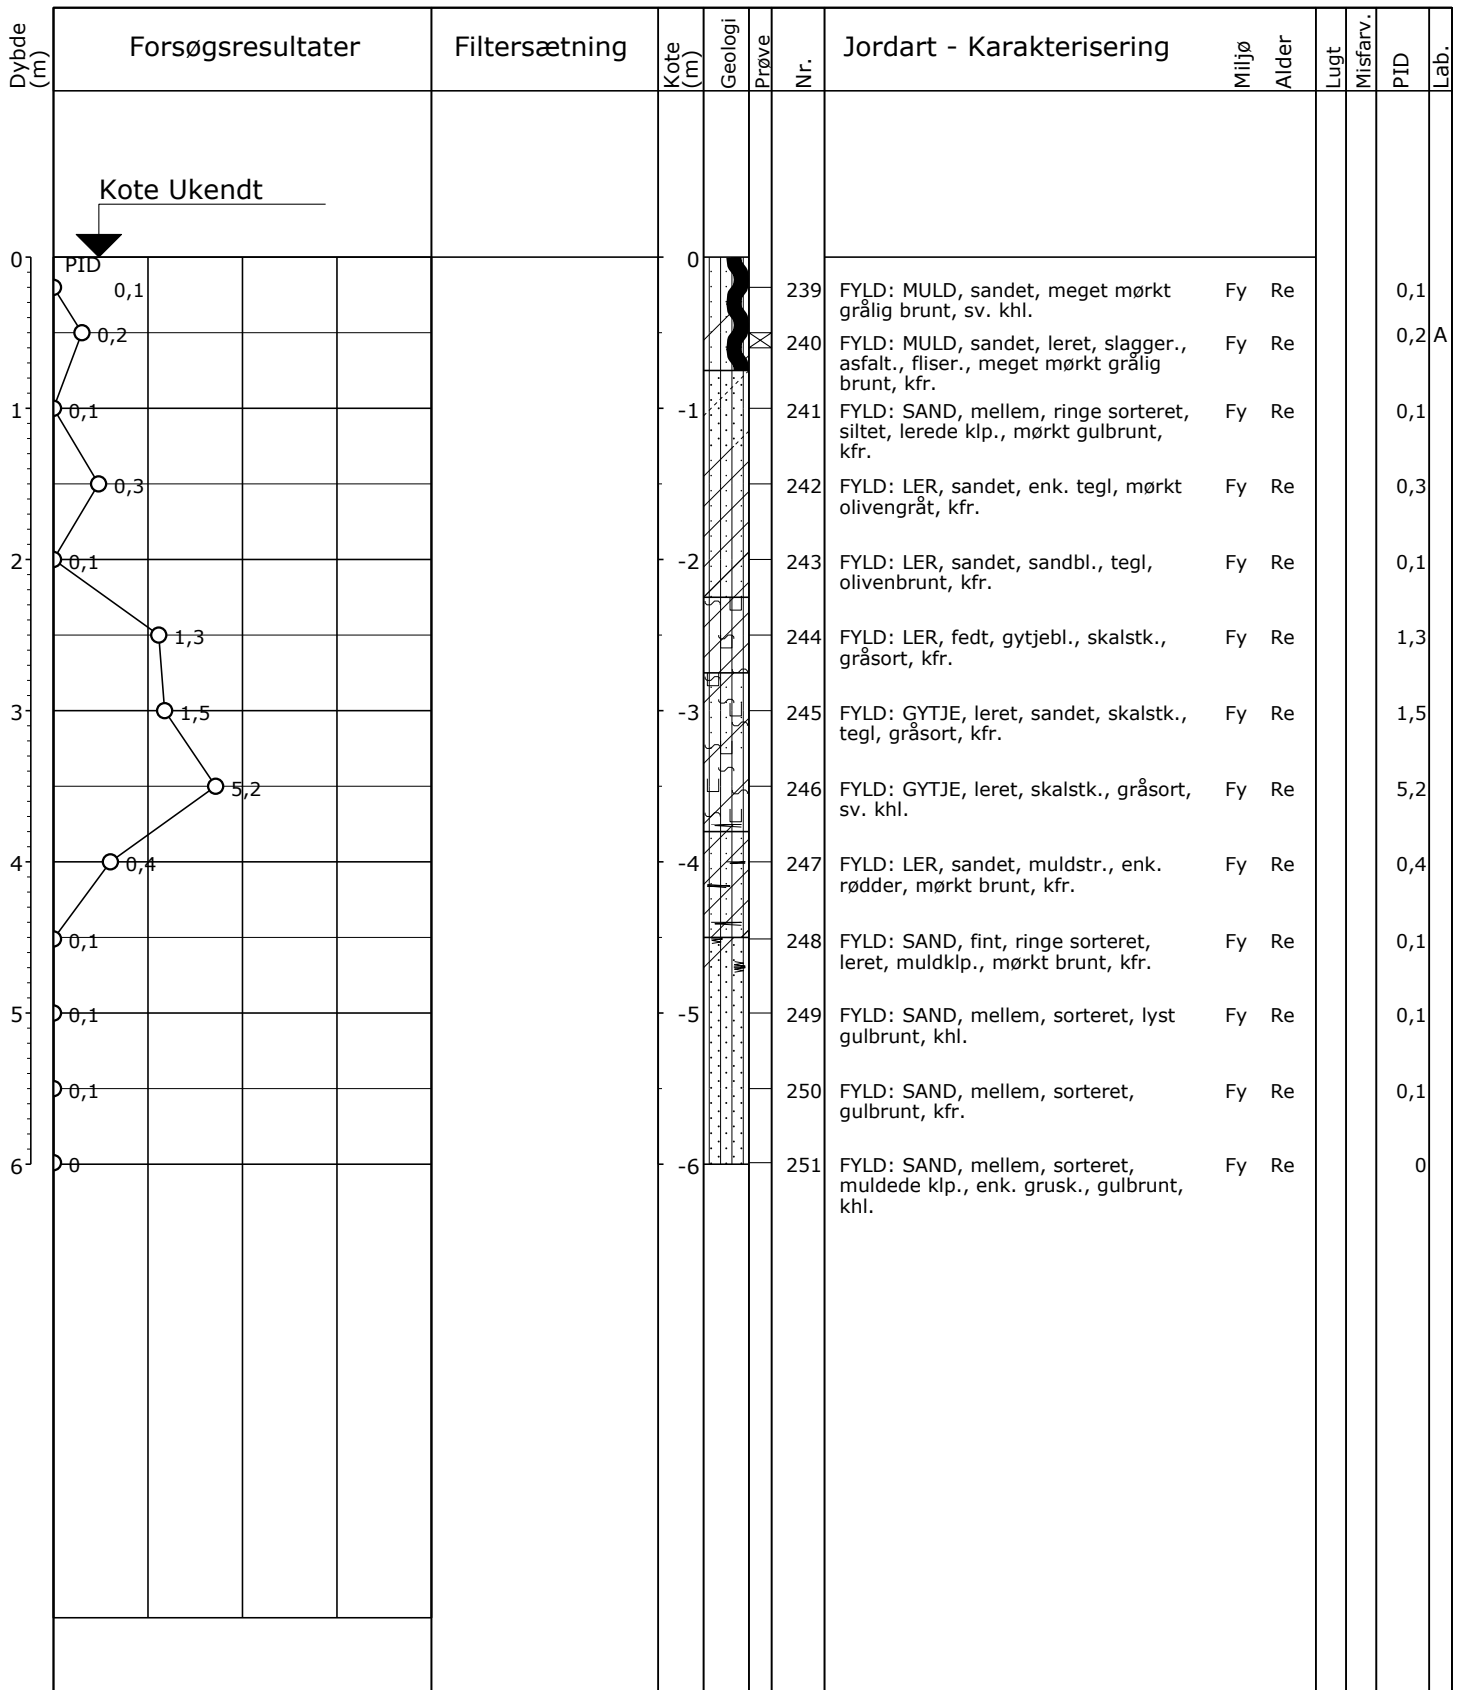 Dybde (m)
Forsøgsresultater
Filtersætning
Kote (m)
Geologi
Prøve
Nr.
Jordart - Karakterisering
Miljø
Alder
Lugt
Misfarv.
PID
Lab.
Kote Ukendt
0
PID
0,1
0
239 FYLD: MULD, sandet, meget mørkt Fy Re 0,1
grålig brunt, sv. khl.
0,2
240 FYLD: MULD, sandet, leret, slagger., Fy Re 0,2 A
asfalt., fliser., meget mørkt grålig
brunt, kfr.
1 0,1 -1 241 FYLD: SAND, mellem, ringe sorteret, Fy Re 0,1
siltet, lerede klp., mørkt gulbrunt,
kfr.
0,3 242 FYLD: LER, sandet, enk. tegl, mørkt Fy Re 0,3
olivengråt, kfr.
2 0,1 -2 243 FYLD: LER, sandet, sandbl., tegl, Fy Re 0,1
olivenbrunt, kfr.
1,3 244 FYLD: LER, fedt, gytjebl., skalstk., Fy Re 1,3
gråsort, kfr.
3 1,5 -3 245 FYLD: GYTJE, leret, sandet, skalstk., Fy Re 1,5
tegl, gråsort, kfr.
5,2 246 FYLD: GYTJE, leret, skalstk., gråsort, Fy Re 5,2
sv. khl.
4 0,4 -4 247 FYLD: LER, sandet, muldstr., enk. Fy Re 0,4
rødder, mørkt brunt, kfr.
0,1 248 FYLD: SAND, fint, ringe sorteret, Fy Re 0,1
leret, muldklp., mørkt brunt, kfr.
5 0,1 -5 249 FYLD: SAND, mellem, sorteret, lyst Fy Re 0,1
gulbrunt, khl.
0,1 250 FYLD: SAND, mellem, sorteret, Fy Re 0,1
gulbrunt, kfr.
6 0 -6 251 FYLD: SAND, mellem, sorteret, Fy Re 0
muldede klp., enk. grusk., gulbrunt,
khl.